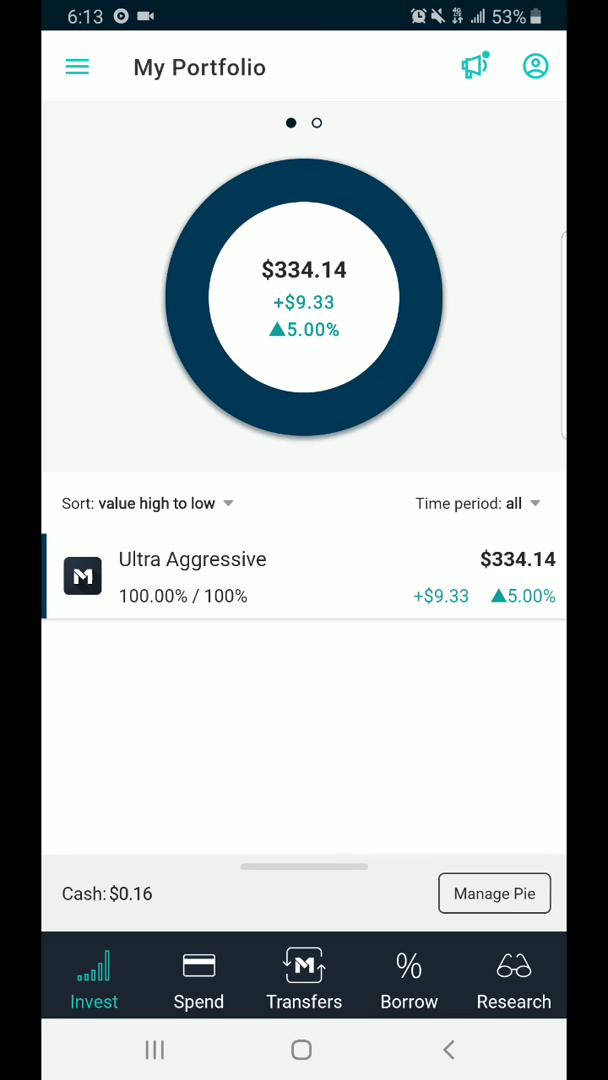 6:13 53%
My Portfolio
$334.14
+$9.33
▲5.00%
Sort: value high to low Time period: all
Ultra Aggressive $334.14
100.00% / 100% +$9.33 ▲5.00%
Cash: $0.16 Manage Pie
Invest Spend Transfers Borrow Research